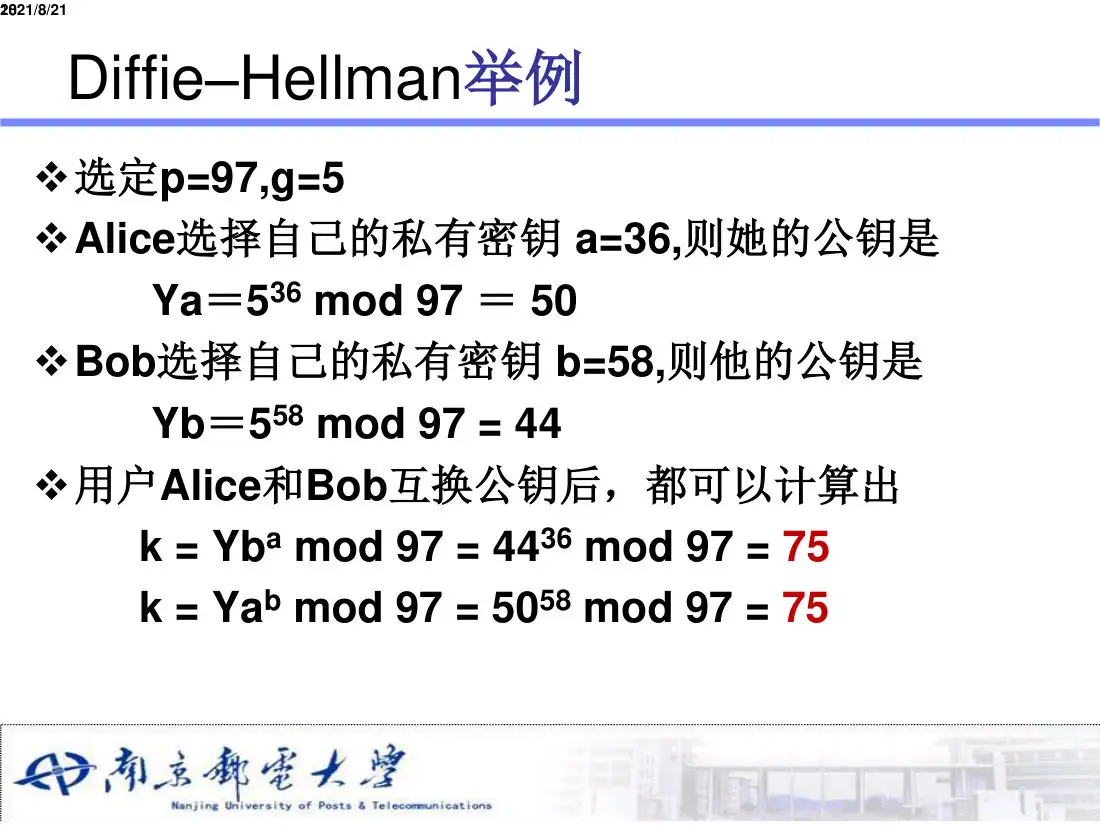 2021/8/21
Diffie–Hellman举例
❖选定p=97,g=5
❖Alice选择自己的私有密钥 a=36,则她的公钥是
Ya＝5³⁶ mod 97 ＝ 50
❖Bob选择自己的私有密钥 b=58,则他的公钥是
Yb＝5⁵⁸ mod 97 = 44
❖用户Alice和Bob互换公钥后，都可以计算出
k = Ybᵃ mod 97 = 44³⁶ mod 97 = 75
k = Yaᵇ mod 97 = 50⁵⁸ mod 97 = 75
南京郵電大學
Nanjing University of Posts & Telecommunications